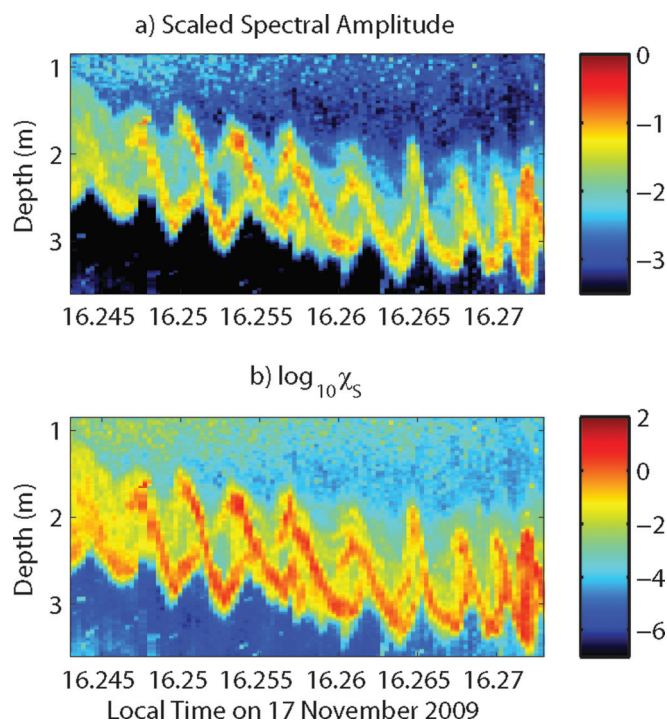 a) Scaled Spectral Amplitude
1
2
3
Depth (m)
16.245 16.25 16.255 16.26 16.265 16.27
0
−1
−2
−3
b) log10χS
1
2
3
Depth (m)
16.245 16.25 16.255 16.26 16.265 16.27
2
0
−2
−4
−6
Local Time on 17 November 2009